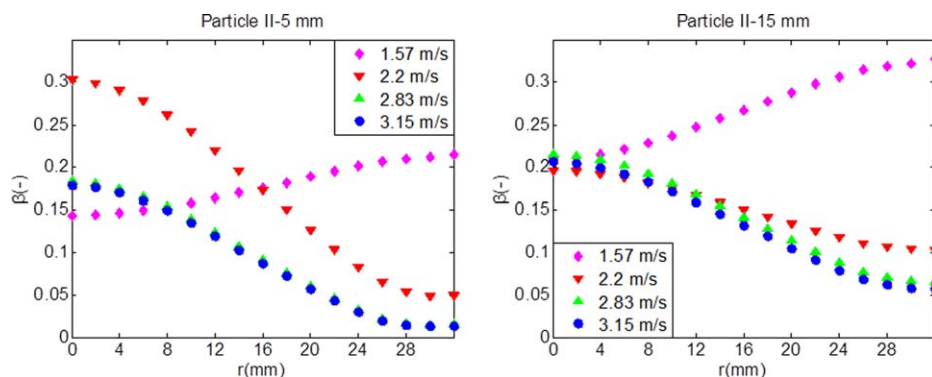 Particle II-5 mm
0.3
0.25
0.2
0.15
0.1
0.05
0
β(-)
1.57 m/s
2.2 m/s
2.83 m/s
3.15 m/s
0 4 8 12 16 20 24 28
r(mm)
Particle II-15 mm
0.3
0.25
0.2
0.15
0.1
0.05
0
β(-)
1.57 m/s
2.2 m/s
2.83 m/s
3.15 m/s
0 4 8 12 16 20 24 28
r(mm)